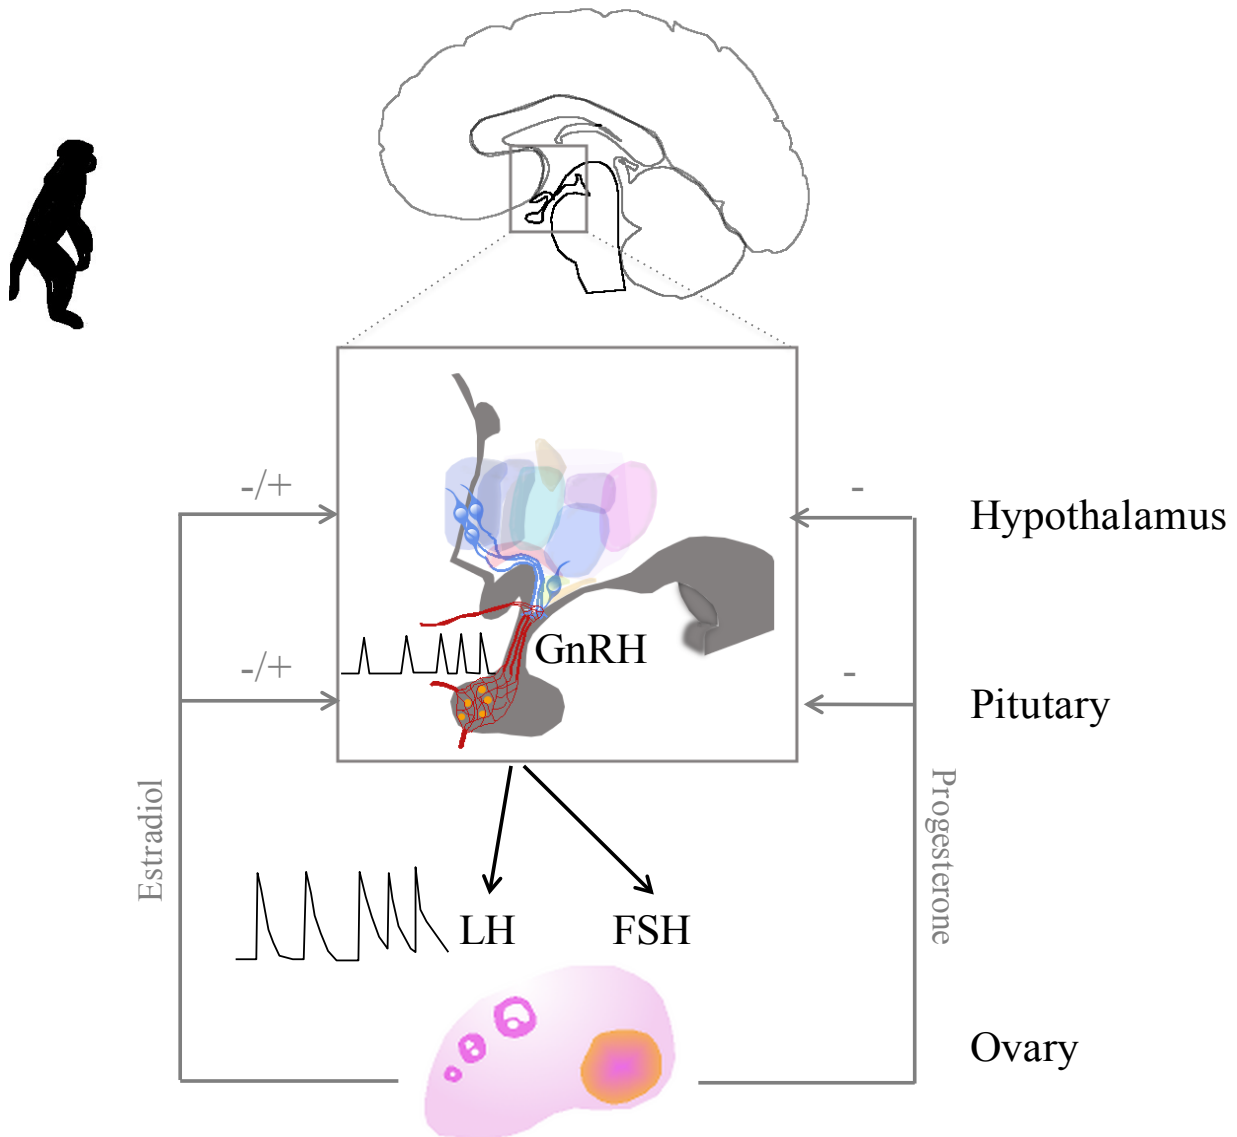 -/+
-
Hypothalamus
GnRH
-/+
-
Pitutary
Estradiol
Progesterone
LH
FSH
Ovary